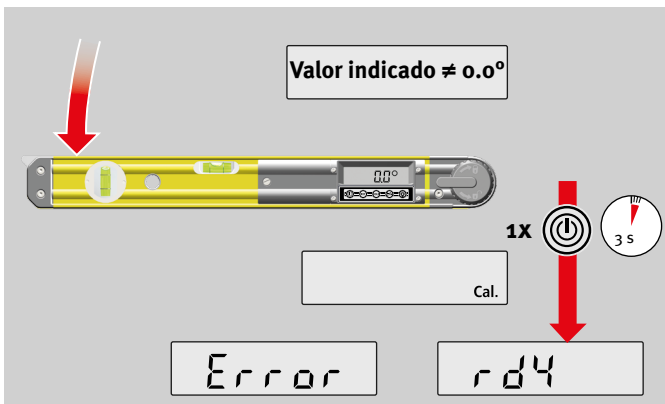 Valor indicado ≠ 0.0°
0.0°
1X
3 s
Cal.
Error
rdY